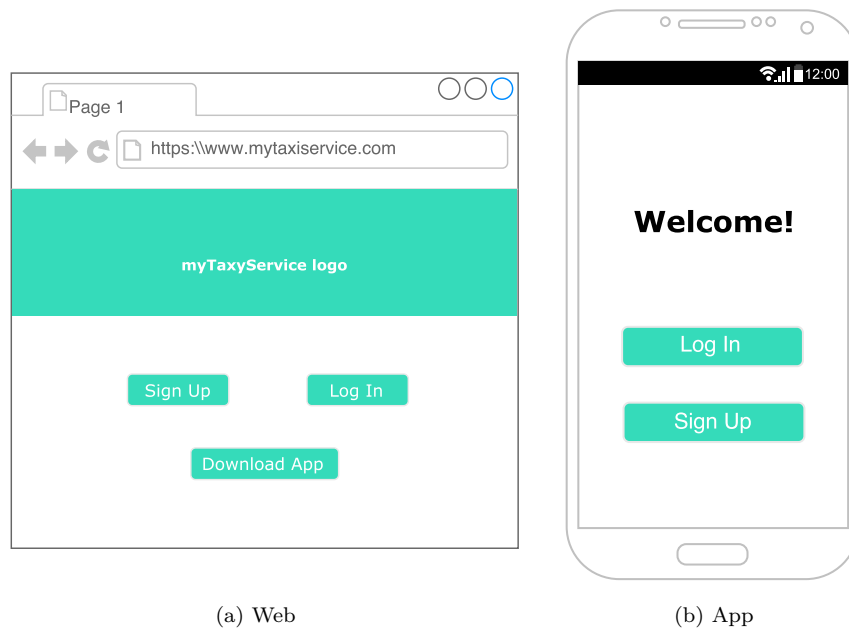 Page 1
https:\\www.mytaxiservice.com
myTaxyService logo
Sign Up
Log In
Download App
12:00
Welcome!
Log In
Sign Up
(a) Web
(b) App